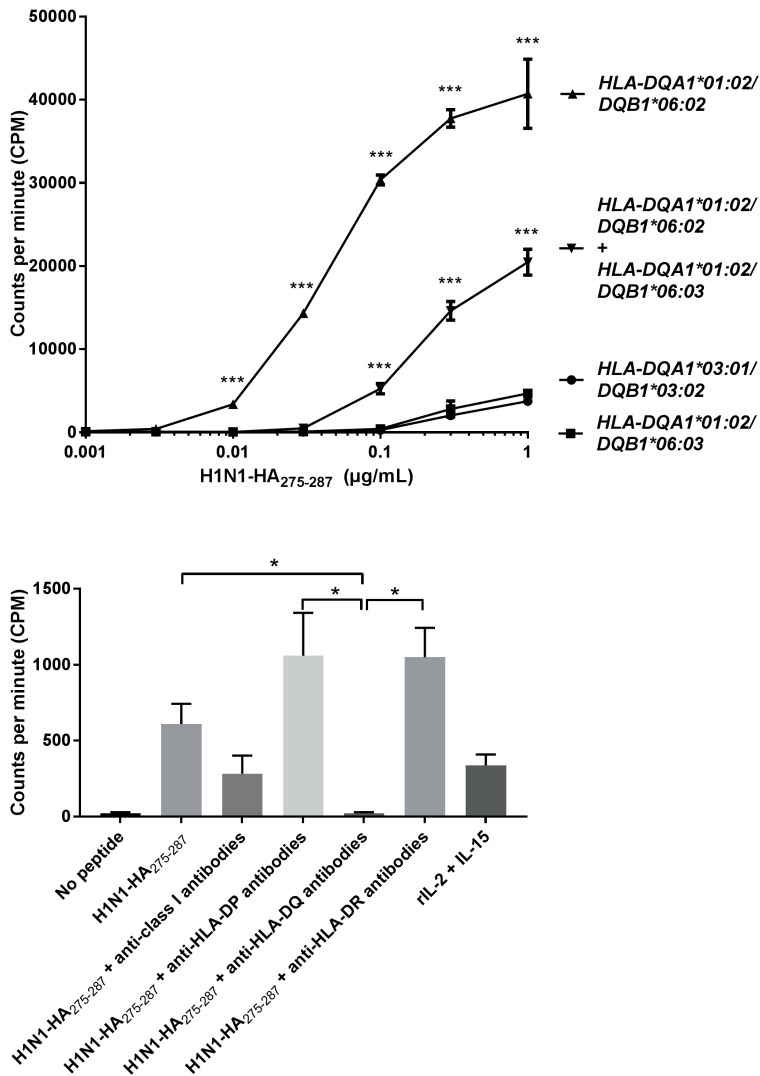 50000
40000
30000
20000
10000
0
Counts per minute (CPM)
***
***
***
***
***
***
***
***
0.001
0.01
0.1
1
H1N1-HA275-287 (µg/mL)
HLA-DQA1*01:02/
DQB1*06:02
HLA-DQA1*01:02/
DQB1*06:02
+
HLA-DQA1*01:02/
DQB1*06:03
HLA-DQA1*03:01/
DQB1*03:02
HLA-DQA1*01:02/
DQB1*06:03
1500
1000
500
0
Counts per minute (CPM)
*
*
*
No peptide
H1N1-HA275-287
H1N1-HA275-287 + anti-class I antibodies
H1N1-HA275-287 + anti-HLA-DP antibodies
H1N1-HA275-287 + anti-HLA-DQ antibodies
H1N1-HA275-287 + anti-HLA-DR antibodies
rIL-2 + IL-15